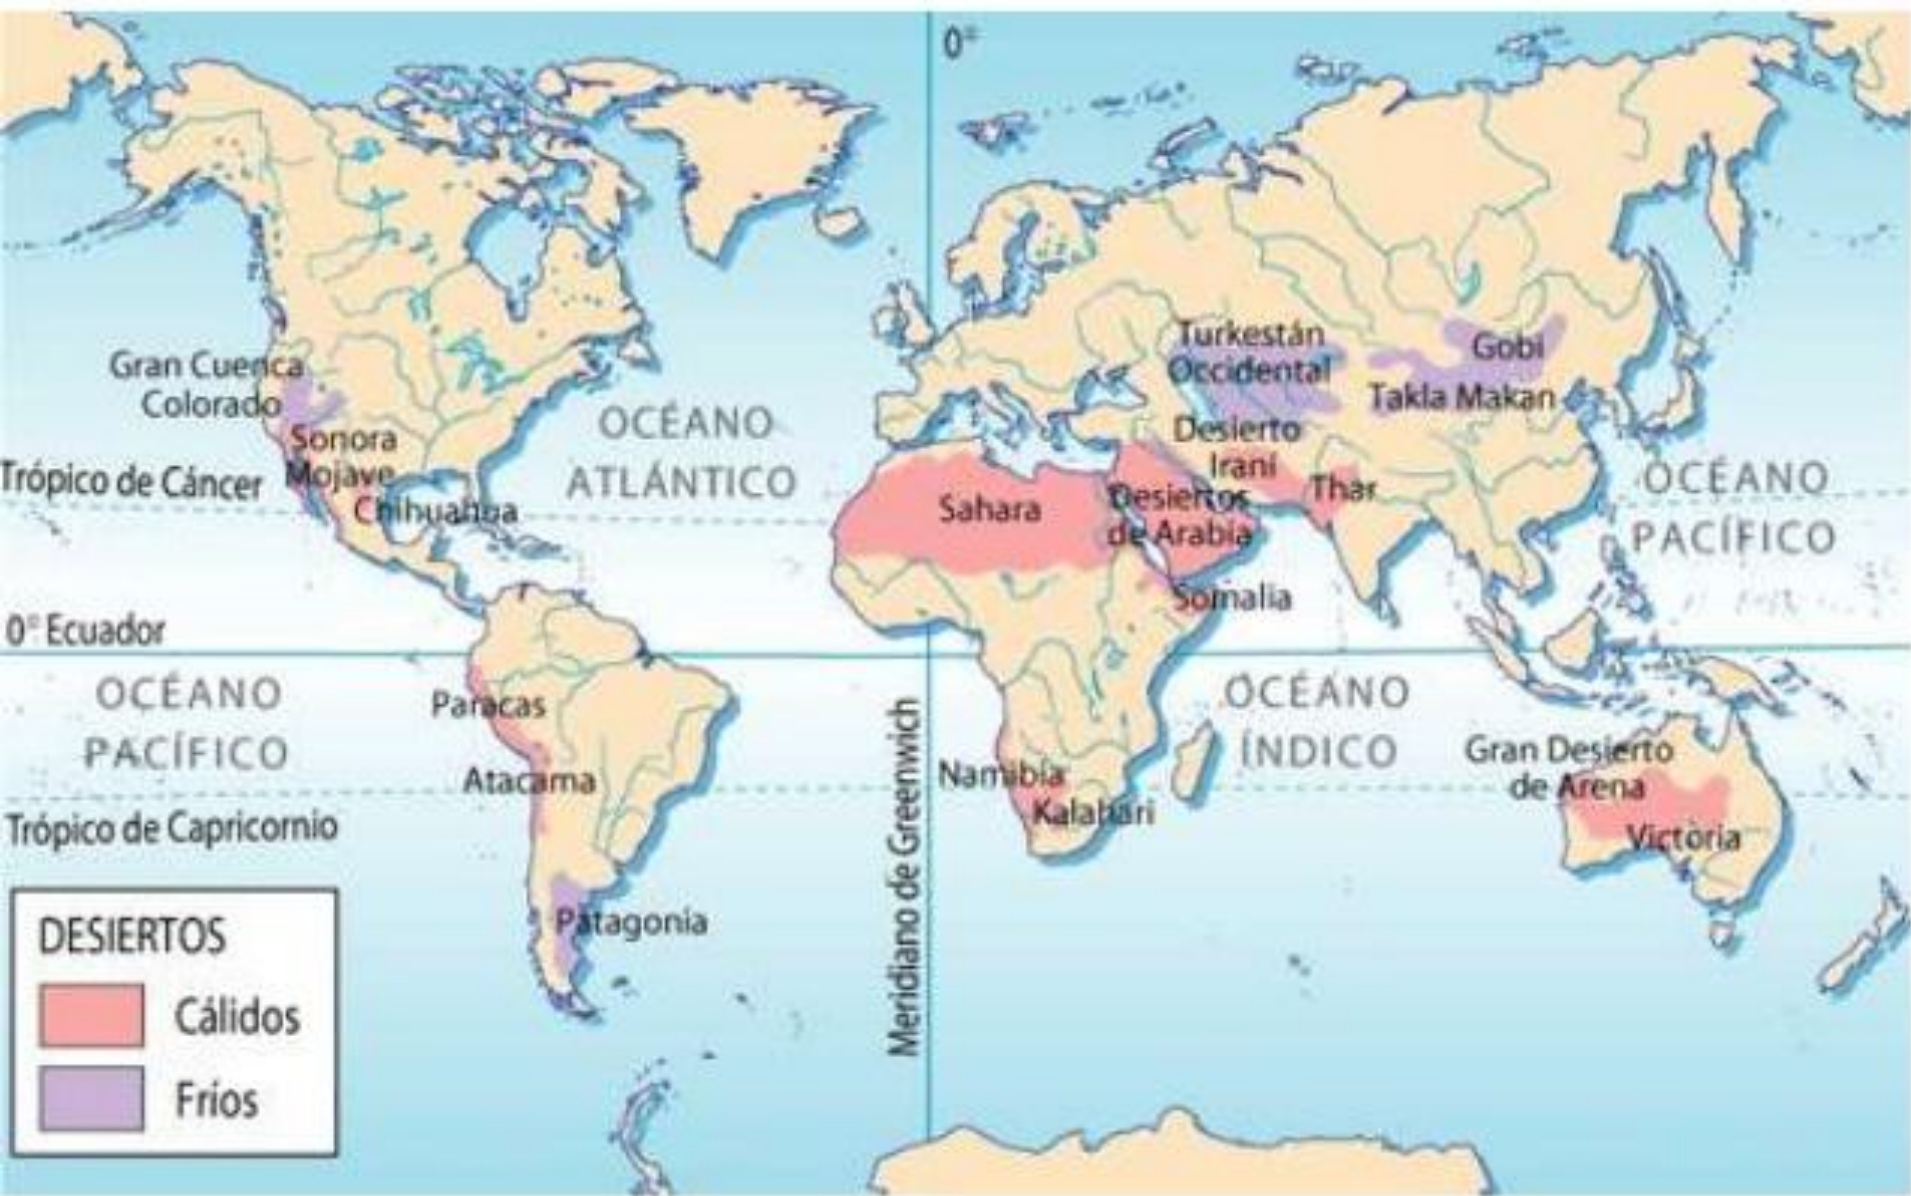 0°
Turkestán
Occidental
Gobi
Takla Makan
Gran Cuenca
Colorado
Sonora
Mojave
Chihuahua
OCÉANO
ATLÁNTICO
Desierto
Iraní
Thar
Trópico de Cáncer
Sahara
Desiertos
de Arabia
OCÉANO
PACÍFICO
Somalia
0° Ecuador
OCÉANO
PACÍFICO
Paracas
Atacama
OCÉANO
ÍNDICO
Namibia
Kalahari
Gran Desierto
de Arena
Victoria
Trópico de Capricornio
Meridiano de Greenwich
Patagonia
DESIERTOS
Cálidos
Fríos